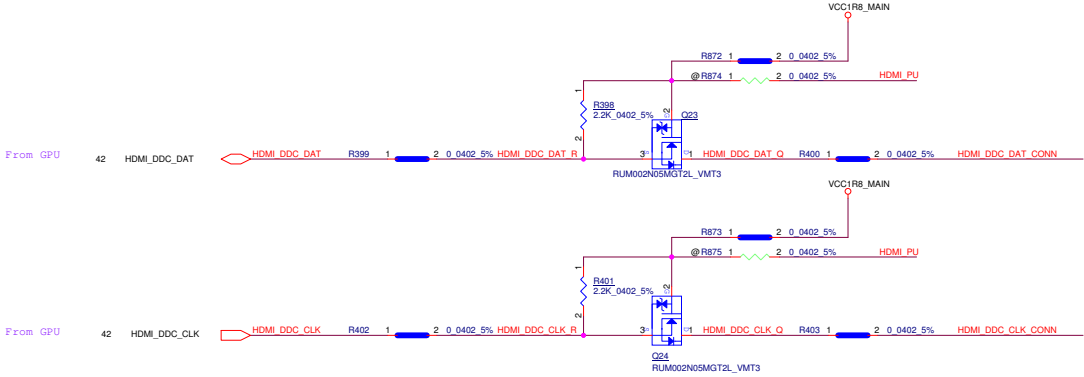 VCC1R8_MAIN
R872 1 2 0_0402_5%
@ R874 1 2 0_0402_5% HDMI_PU
1
R398
2.2K_0402_5%
2
2
Q23
From GPU 42 HDMI_DDC_DAT HDMI_DDC_DAT R399 1 2 0_0402_5% HDMI_DDC_DAT_R 3 1 HDMI_DDC_DAT_Q R400 1 2 0_0402_5% HDMI_DDC_DAT_CONN
RUM002N05MGT2L_VMT3
VCC1R8_MAIN
R873 1 2 0_0402_5%
@ R875 1 2 0_0402_5% HDMI_PU
1
R401
2.2K_0402_5%
2
2
From GPU 42 HDMI_DDC_CLK HDMI_DDC_CLK R402 1 2 0_0402_5% HDMI_DDC_CLK_R 3 1 HDMI_DDC_CLK_Q R403 1 2 0_0402_5% HDMI_DDC_CLK_CONN
Q24
RUM002N05MGT2L_VMT3